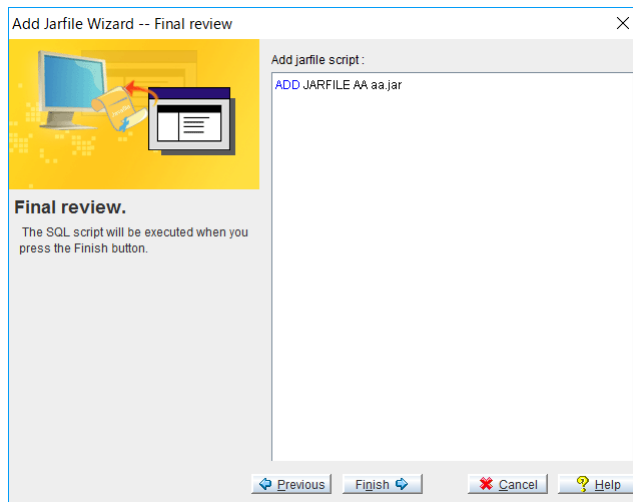 Add Jarfile Wizard -- Final review
Add jarfile script :
ADD JARFILE AA aa.jar
Final review.
The SQL script will be executed when you
press the Finish button.
Previous
Finish
Cancel
Help